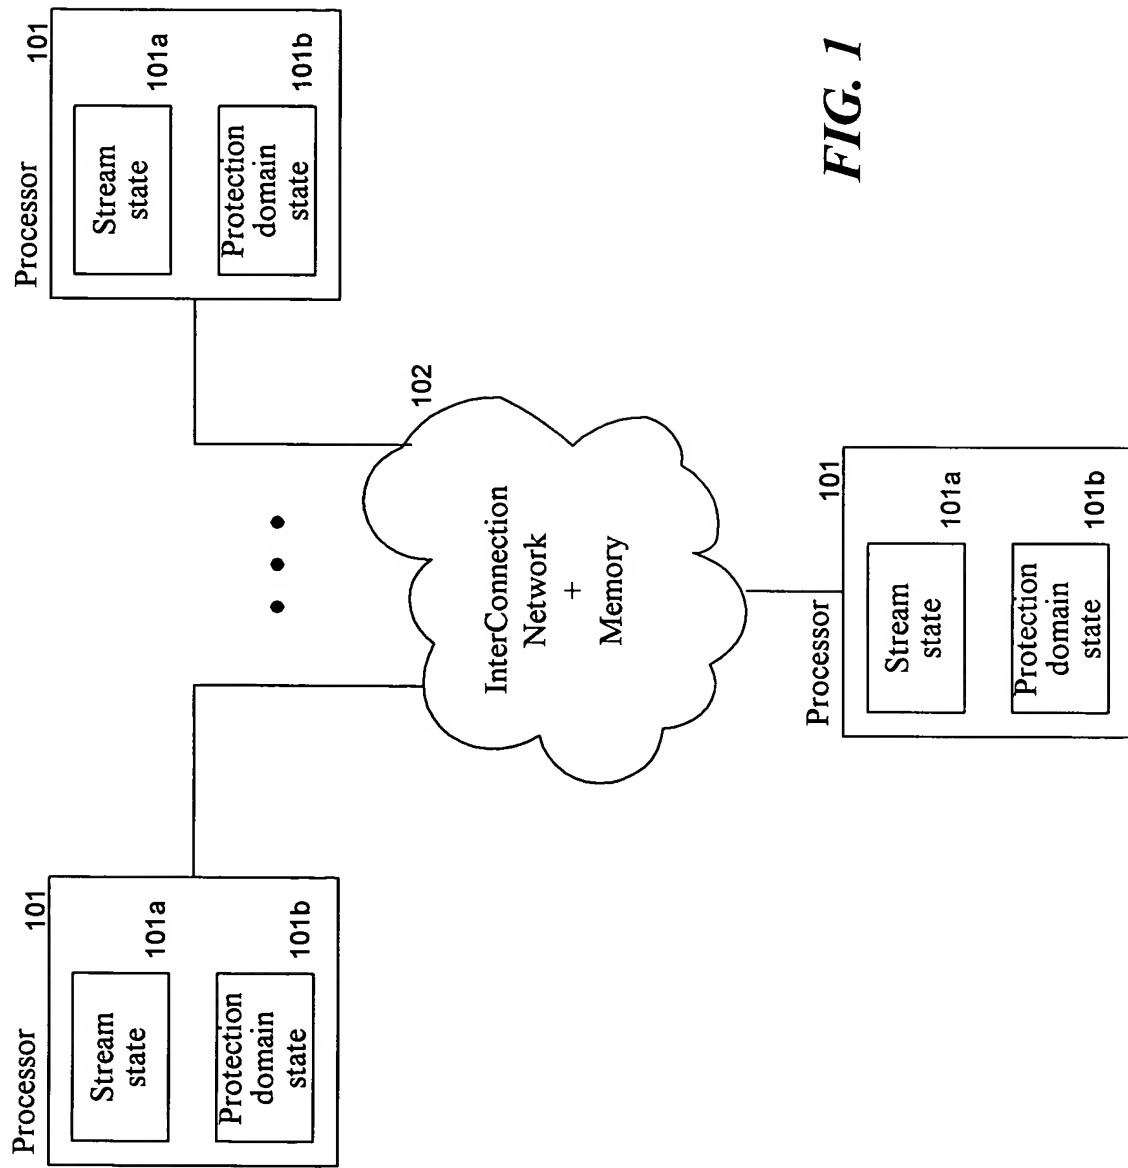 Processor
101
Stream
state
101a
Protection
domain
state
101b
Processor
101
Stream
state
101a
Protection
domain
state
101b
102
InterConnection
Network
+
Memory
Processor
101
Stream
state
101a
Protection
domain
state
101b
FIG. 1